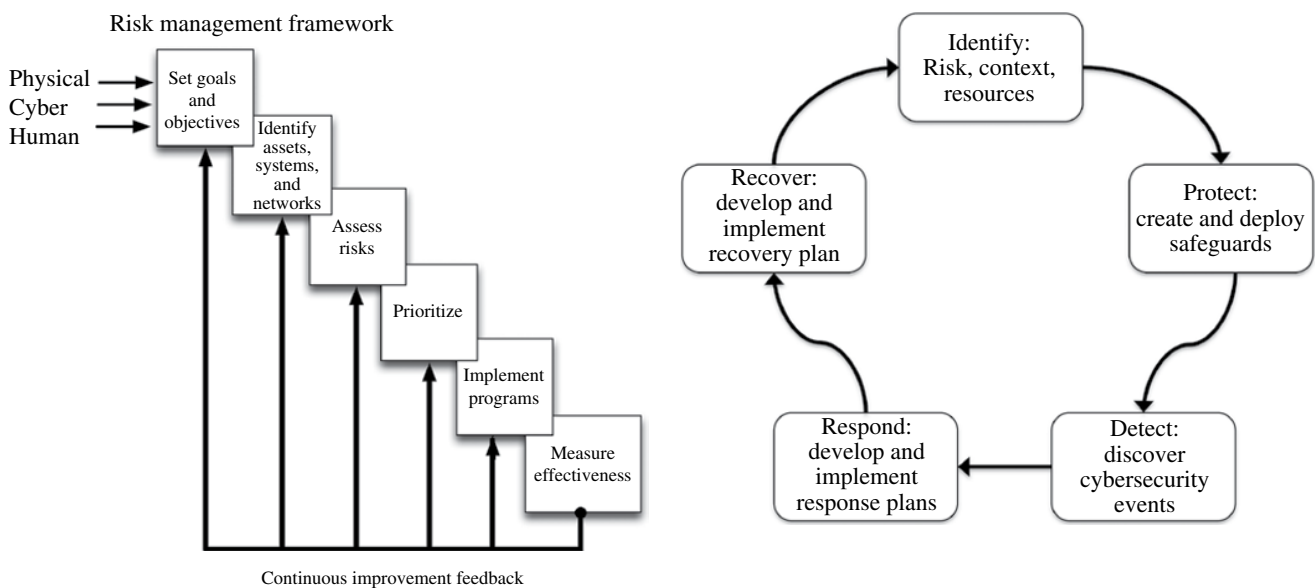 Risk management framework
Physical
Cyber
Human
Set goals
and
objectives
Identify
assets,
systems,
and
networks
Assess
risks
Prioritize
Implement
programs
Measure
effectiveness
Continuous improvement feedback
Identify:
Risk, context,
resources
Protect:
create and deploy
safeguards
Detect:
discover
cybersecurity
events
Respond:
develop and
implement
response plans
Recover:
develop and
implement
recovery plan